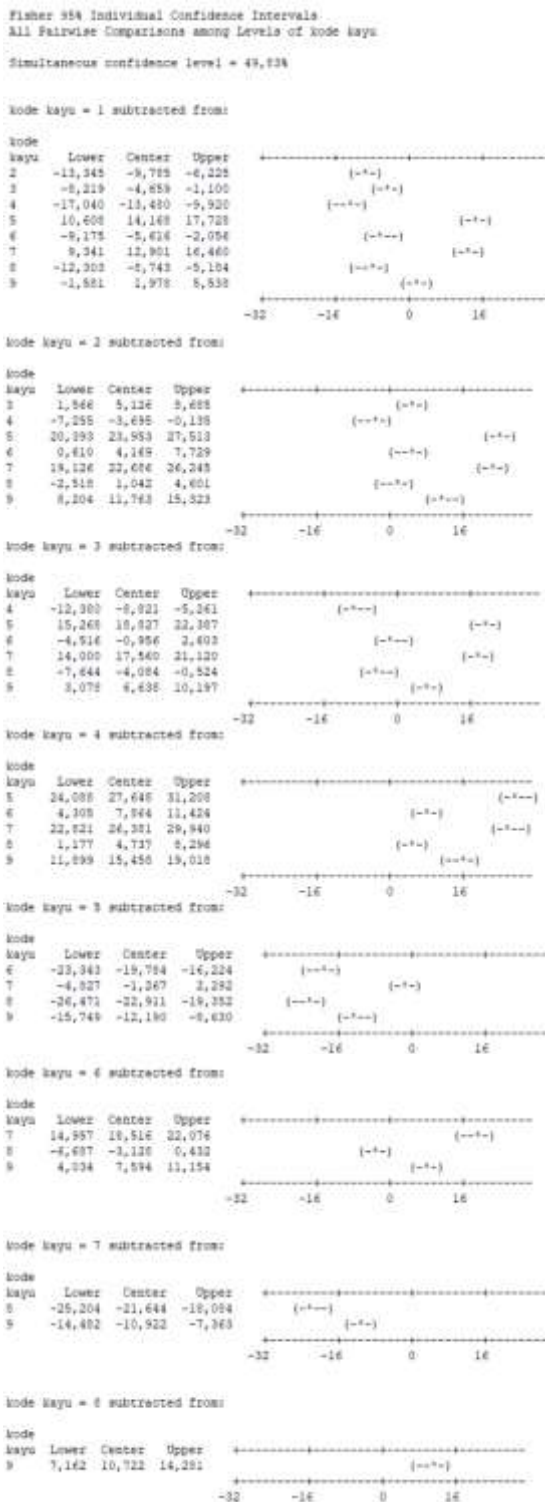 Fisher 95% Individual Confidence Intervals
All Pairwise Comparisons among Levels of kode kayu
Simultaneous confidence level = 49,83%
kode kayu = 1 subtracted from:
kode
kayu Lower Center Upper
2 -13,345 -9,785 -6,225 (-*-)
3 -8,219 -4,659 -1,100 (-*-)
4 -17,040 -13,480 -9,920 (--*-)
5 10,608 14,168 17,728 (-*-)
6 -9,175 -5,616 -2,056 (-*--)
7 9,341 12,901 16,460 (-*-)
8 -12,303 -8,743 -5,184 (--*-)
9 -1,581 1,978 5,538 (-*-)
-32 -16 0 16
kode kayu = 2 subtracted from:
kode
kayu Lower Center Upper
3 1,566 5,126 8,685 (-*-)
4 -7,255 -3,695 -0,135 (--*-)
5 20,393 23,953 27,513 (-*-)
6 0,610 4,169 7,729 (--*-)
7 19,126 22,686 26,245 (-*-)
8 -2,518 1,042 4,601 (--*-)
9 8,204 11,763 15,323 (-*--)
-32 -16 0 16
kode kayu = 3 subtracted from:
kode
kayu Lower Center Upper
4 -12,380 -8,821 -5,261 (-*--)
5 15,268 18,827 22,387 (-*-)
6 -4,516 -0,956 2,603 (-*--)
7 14,000 17,560 21,120 (-*-)
8 -7,644 -4,084 -0,524 (-*--)
9 3,078 6,638 10,197 (-*-)
-32 -16 0 16
kode kayu = 4 subtracted from:
kode
kayu Lower Center Upper
5 24,088 27,648 31,208 (-*--)
6 4,305 7,864 11,424 (-*-)
7 22,821 26,381 29,940 (-*--)
8 1,177 4,737 8,296 (-*-)
9 11,899 15,458 19,018 (--*-)
-32 -16 0 16
kode kayu = 5 subtracted from:
kode
kayu Lower Center Upper
6 -23,343 -19,784 -16,224 (--*-)
7 -4,827 -1,267 2,292 (-*-)
8 -26,471 -22,911 -19,352 (--*-)
9 -15,749 -12,190 -8,630 (-*--)
-32 -16 0 16
kode kayu = 6 subtracted from:
kode
kayu Lower Center Upper
7 14,957 18,516 22,076 (--*-)
8 -6,687 -3,128 0,432 (-*-)
9 4,034 7,594 11,154 (-*-)
-32 -16 0 16
kode kayu = 7 subtracted from:
kode
kayu Lower Center Upper
8 -25,204 -21,644 -18,084 (-*--)
9 -14,482 -10,922 -7,363 (-*-)
-32 -16 0 16
kode kayu = 8 subtracted from:
kode
kayu Lower Center Upper
9 7,162 10,722 14,281 (--*-)
-32 -16 0 16